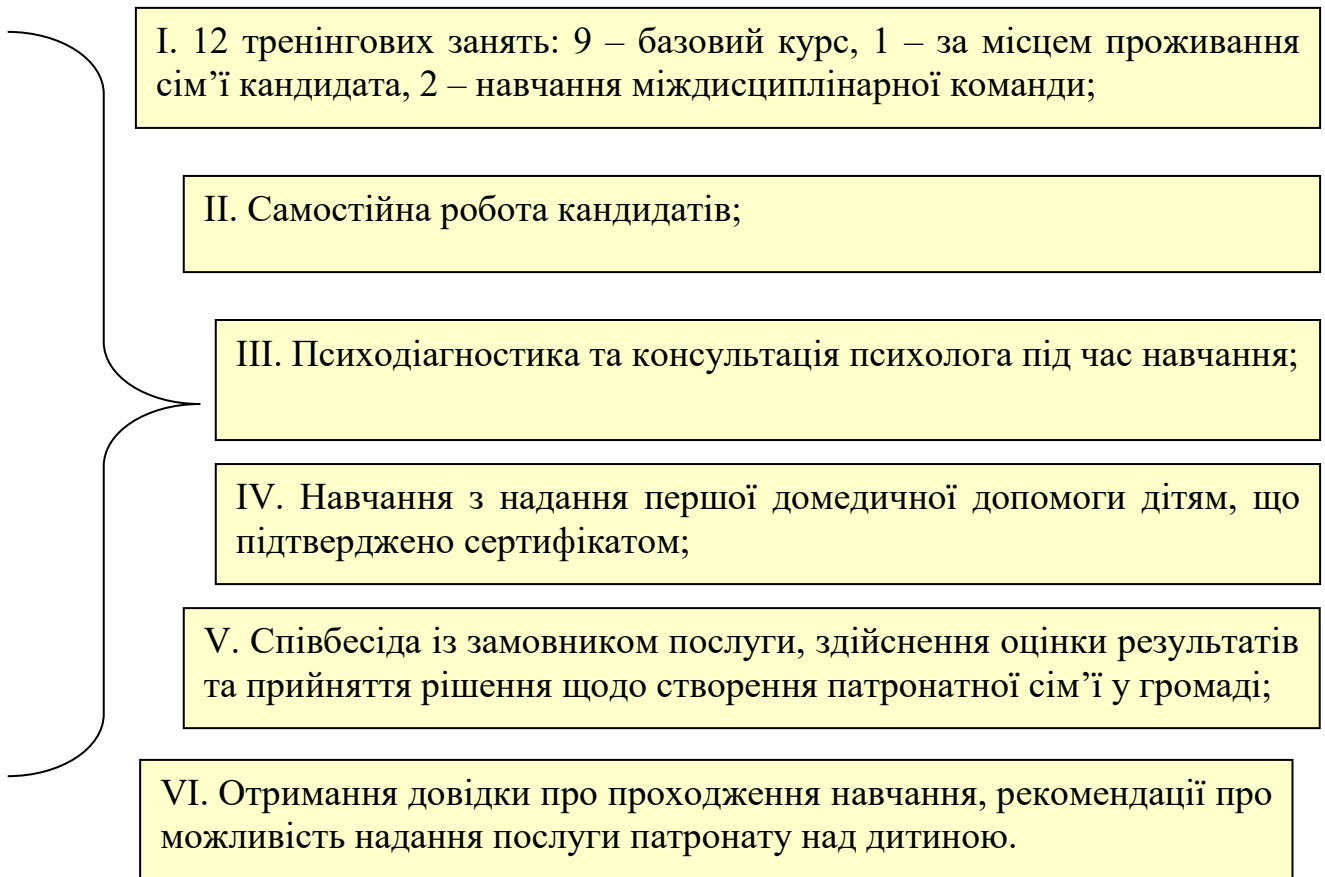 I. 12 тренінгових занять: 9 – базовий курс, 1 – за місцем проживання
сім’ї кандидата, 2 – навчання міждисциплінарної команди;
II. Самостійна робота кандидатів;
III. Психодіагностика та консультація психолога під час навчання;
IV. Навчання з надання першої домедичної допомоги дітям, що
підтверджено сертифікатом;
V. Співбесіда із замовником послуги, здійснення оцінки результатів
та прийняття рішення щодо створення патронатної сім’ї у громаді;
VI. Отримання довідки про проходження навчання, рекомендації про
можливість надання послуги патронату над дитиною.